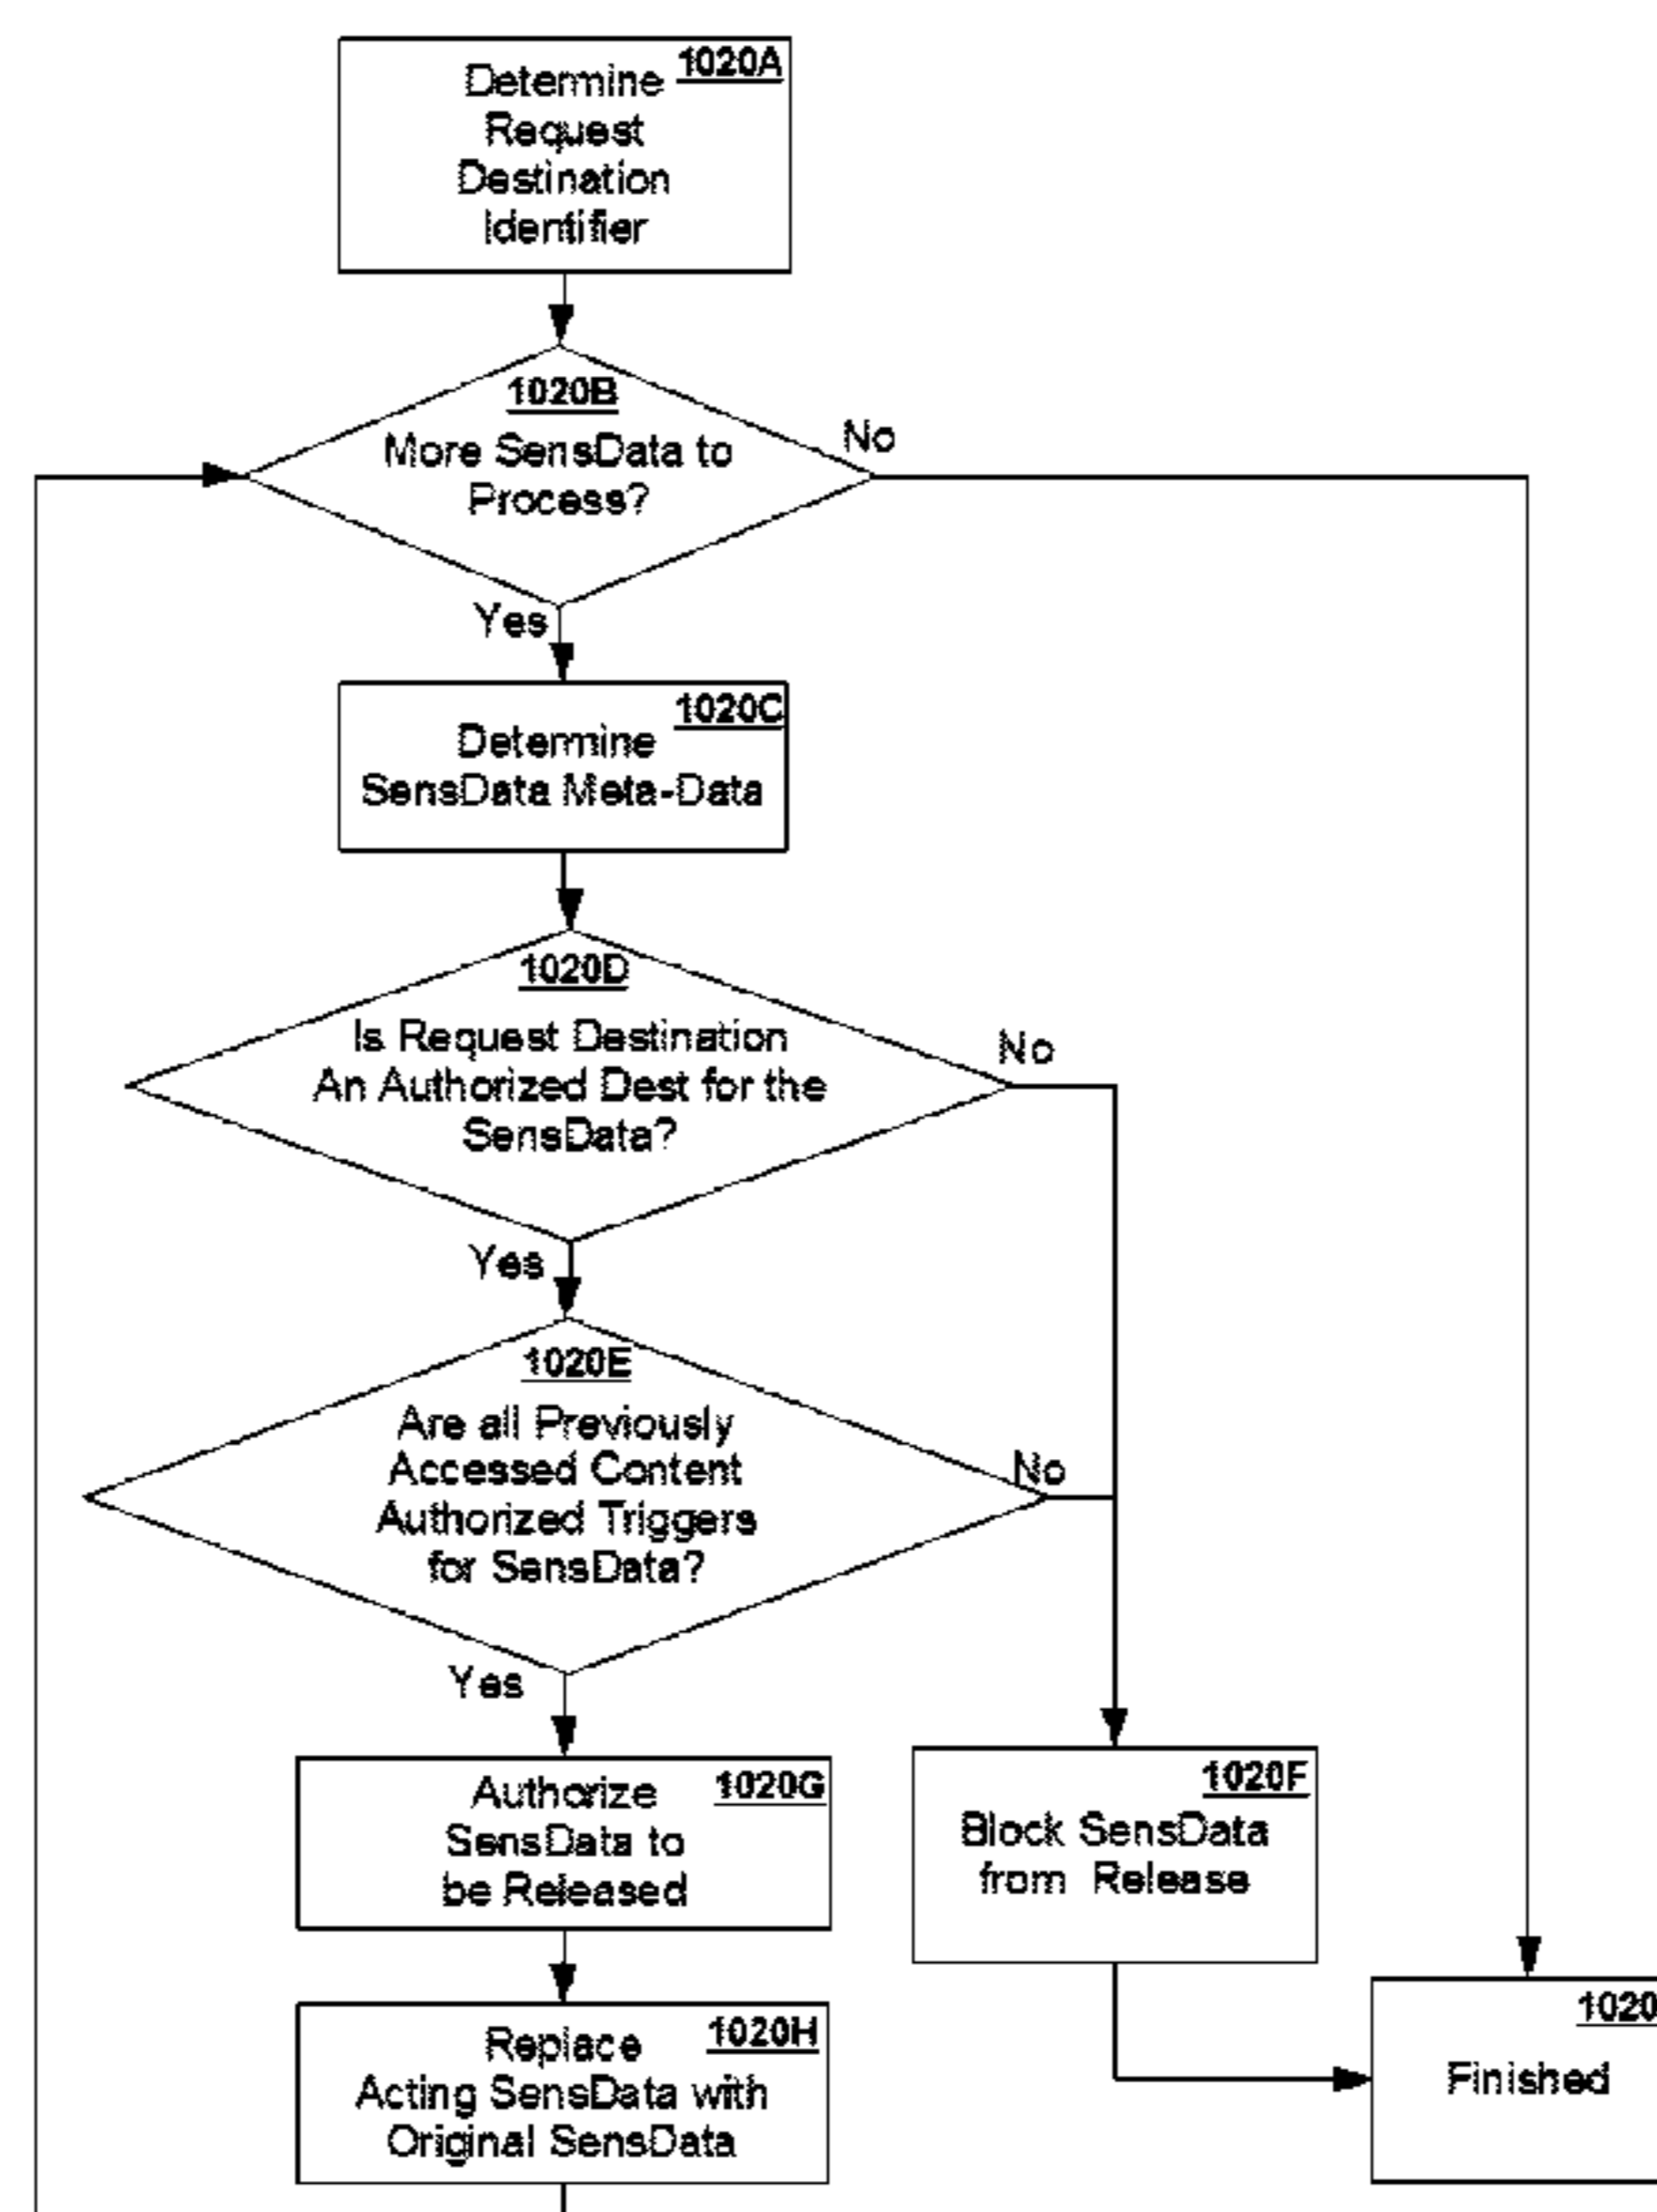 1020A
Determine
Request
Destination
Identifier
1020B
More SensData to
Process?
No
Yes
1020C
Determine
SensData Meta-Data
1020D
Is Request Destination
An Authorized Dest for the
SensData?
No
Yes
1020E
Are all Previously
Accessed Content
Authorized Triggers
for SensData?
No
Yes
1020G
Authorize
SensData to
be Released
1020F
Block SensData
from Release
1020H
Replace
Acting SensData with
Original SensData
1020
Finished